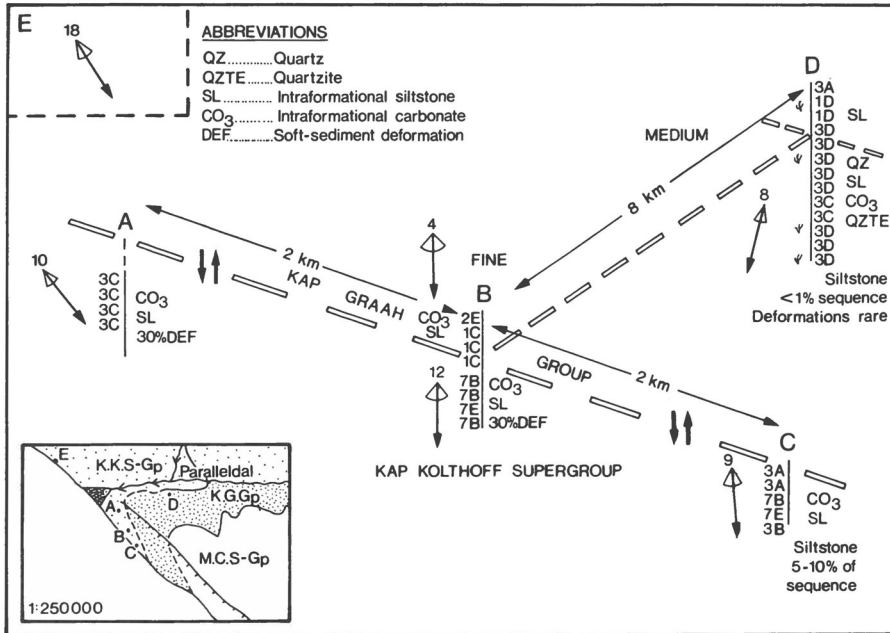 E
18
ABBREVIATIONS
QZ..........Quartz
QZTE.......Quartzite
SL............Intraformational siltstone
CO3.........Intraformational carbonate
DEF.........Soft-sediment deformation
D
3A
1D
1D SL
3D
3D
3D QZ
3D SL
3D
3C CO3
3C QZTE
3D
3D
3D
Siltstone
<1% sequence
Deformations rare
MEDIUM
8 km
8
A
2 km
10
3C
3C CO3
3C SL
3C 30%DEF
KAP GRAAH GROUP
4
FINE
B
CO3 2E
SL 1C
1C
1C
12
7B CO3
7B
7E SL
7B 30%DEF
2 km
KAP KOLTHOFF SUPERGROUP
C
9
3A
3A
7B CO3
7E SL
3B
Siltstone
5-10% of
sequence
E
K.K.S-Gp
Paralleldal
K.G.Gp
A
D
B
C
M.C.S-Gp
1:250000